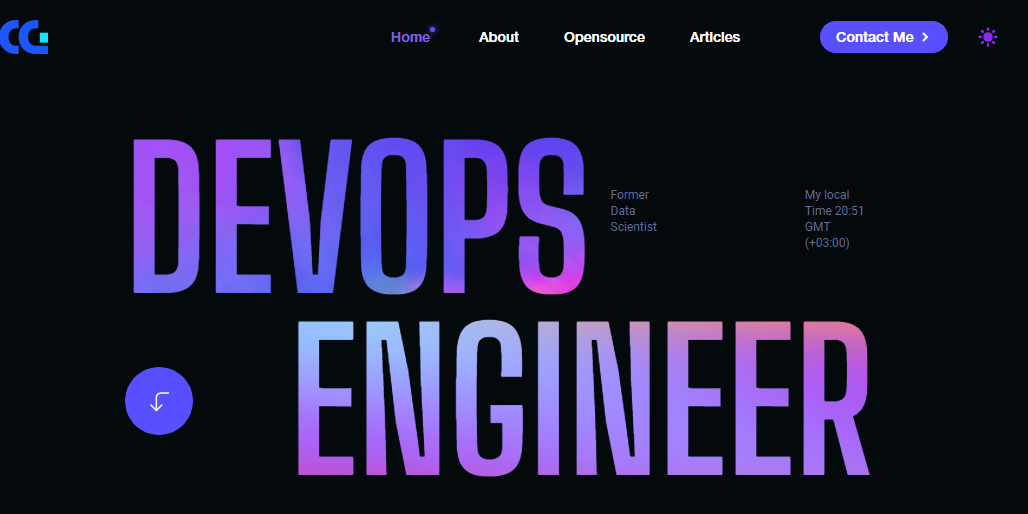 CG
Home
About
Opensource
Articles
Contact Me
DEVOPS
Former
Data
Scientist
My local
Time 20:51
GMT
(+03:00)
ENGINEER